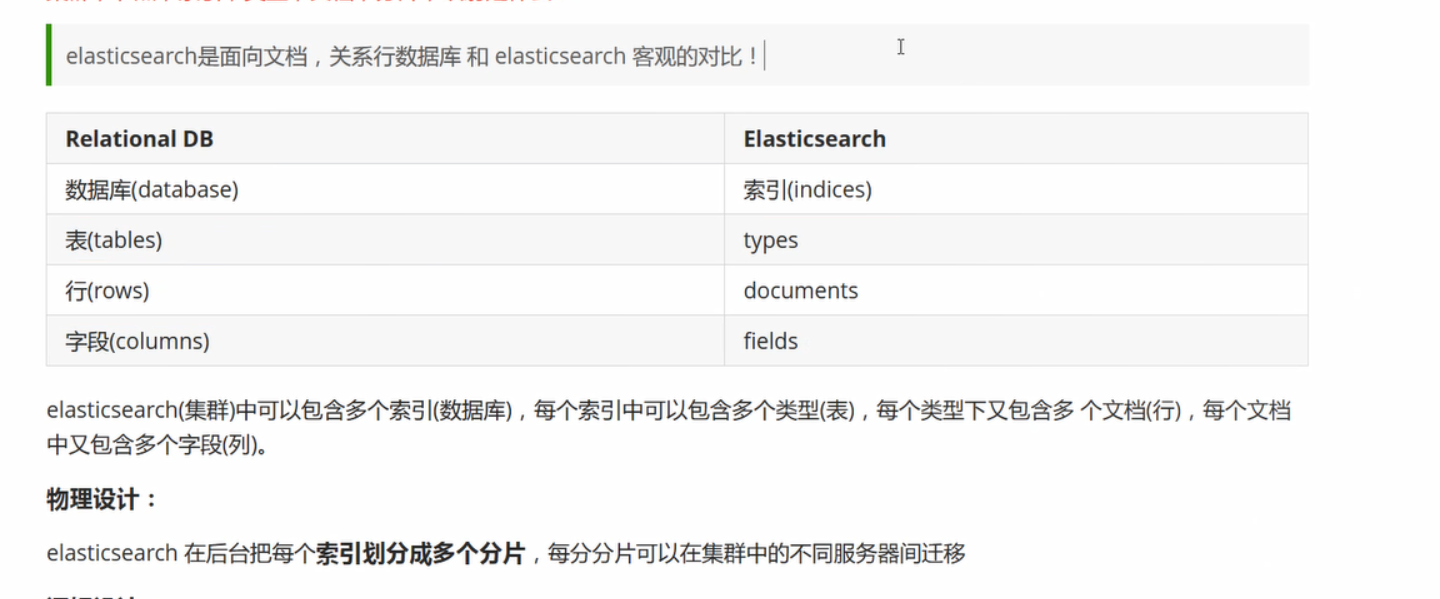 elasticsearch是面向文档，关系行数据库 和 elasticsearch 客观的对比！
Relational DB Elasticsearch
数据库(database) 索引(indices)
表(tables) types
行(rows) documents
字段(columns) fields
elasticsearch(集群)中可以包含多个索引(数据库)，每个索引中可以包含多个类型(表)，每个类型下又包含多 个文档(行)，每个文档
中又包含多个字段(列)。
物理设计：
elasticsearch 在后台把每个索引划分成多个分片，每分分片可以在集群中的不同服务器间迁移